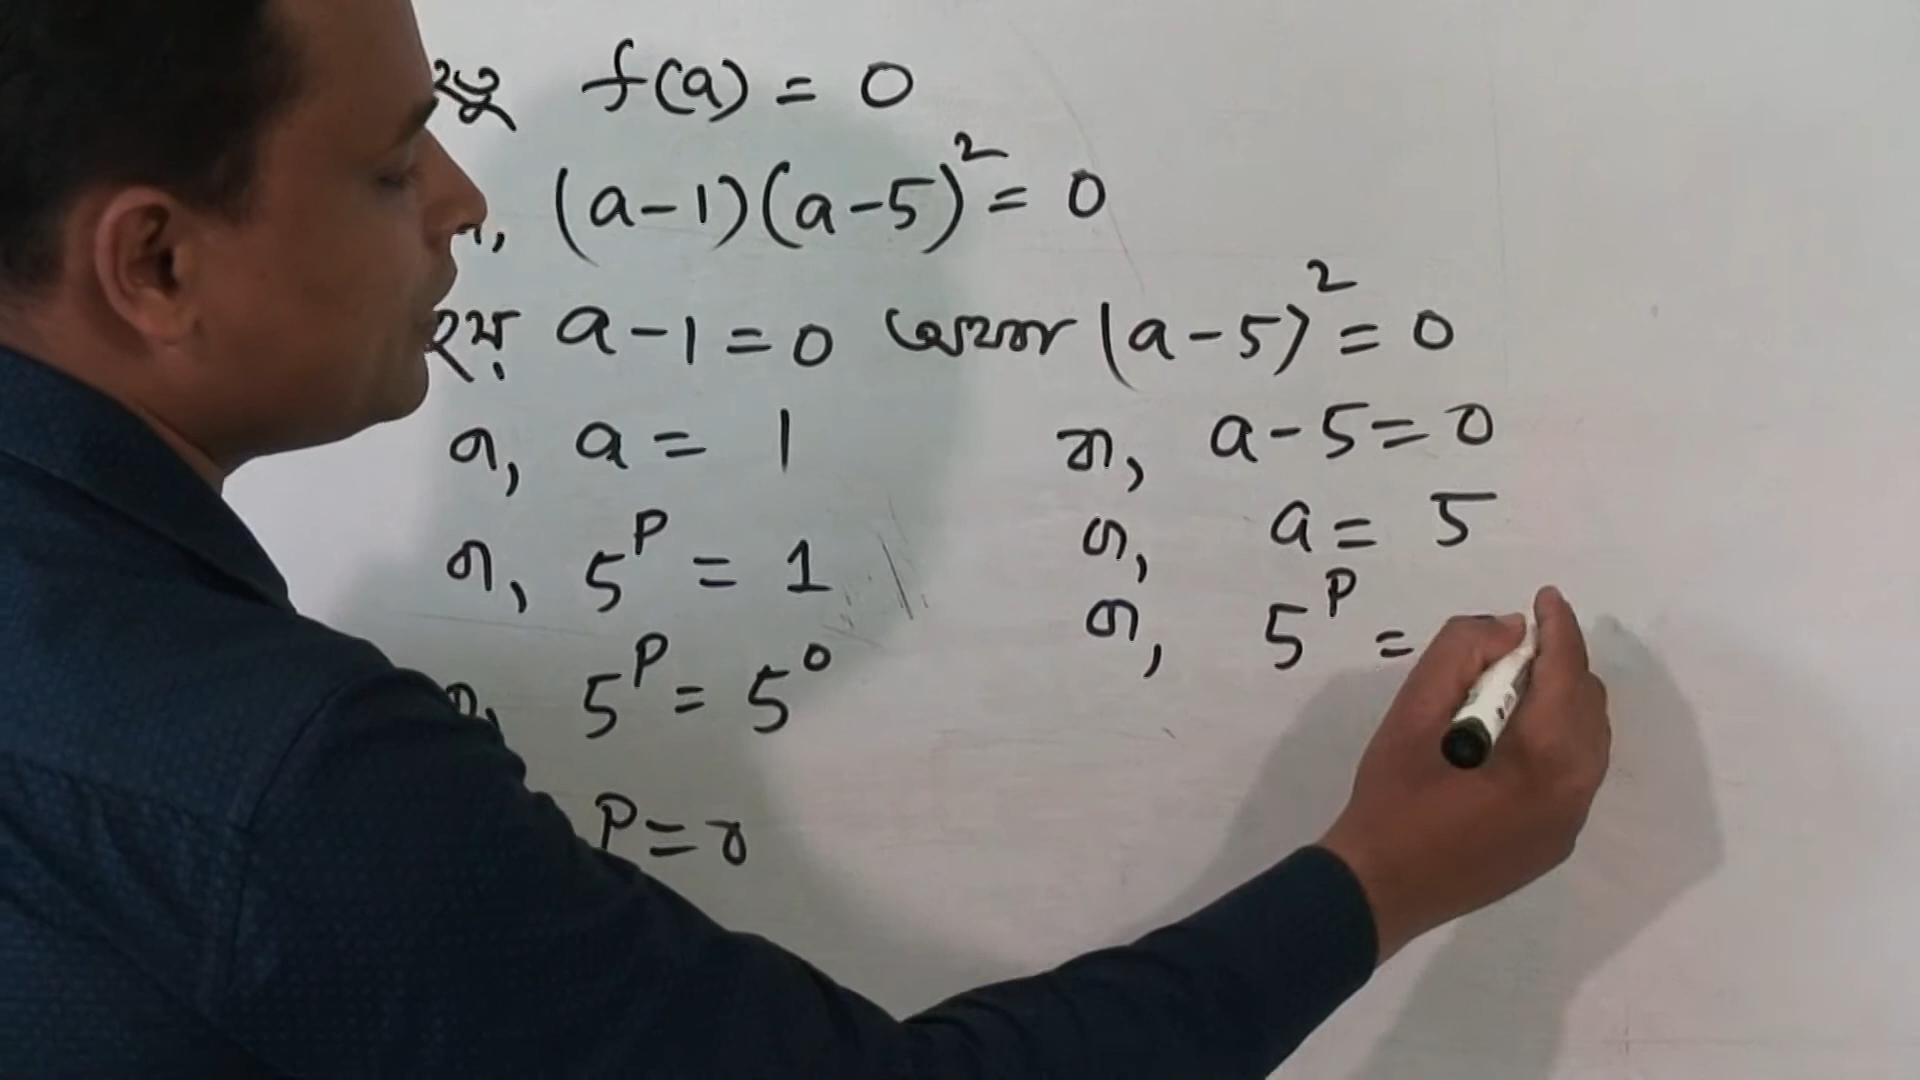 f(a) = 0
(a-1)(a-5)² = 0
হয় a-1=0 অথবা (a-5)² = 0
বা, a = 1
বা, a-5=0
বা, a = 5
বা, 5ᴾ = 1
বা, 5ᴾ =
5ᴾ = 5⁰
P=0